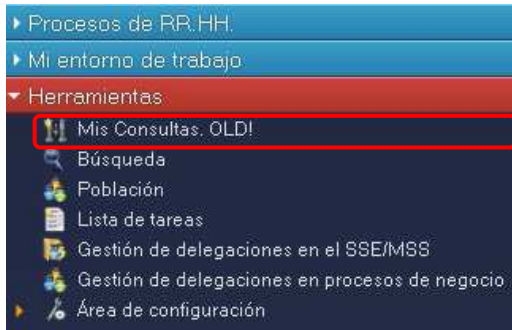 Procesos de RR.HH.
Mi entorno de trabajo
Herramientas
Mis Consultas. OLD!
Búsqueda
Población
Lista de tareas
Gestión de delegaciones en el SSE/MSS
Gestión de delegaciones en procesos de negocio
Área de configuración